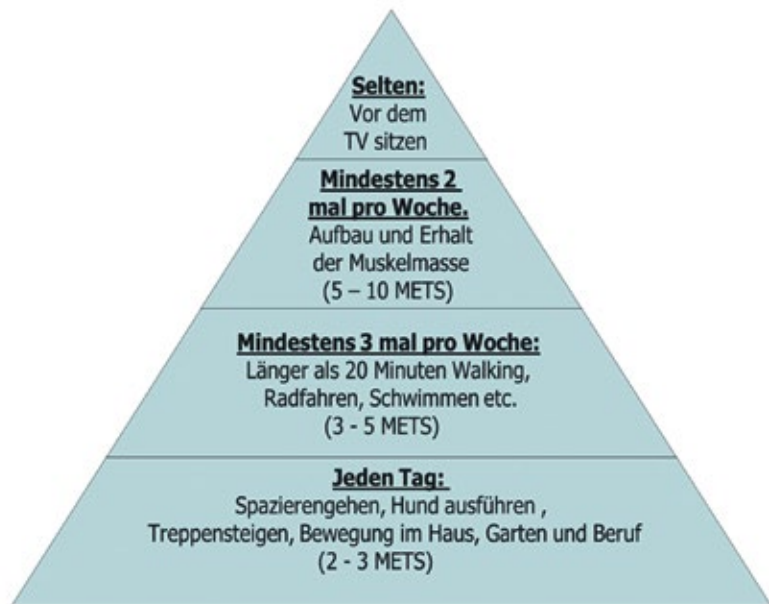 Selten:
Vor dem
TV sitzen
Mindestens 2
mal pro Woche.
Aufbau und Erhalt
der Muskelmasse
(5 – 10 METS)
Mindestens 3 mal pro Woche:
Länger als 20 Minuten Walking,
Radfahren, Schwimmen etc.
(3 - 5 METS)
Jeden Tag:
Spazierengehen, Hund ausführen ,
Treppensteigen, Bewegung im Haus, Garten und Beruf
(2 - 3 METS)